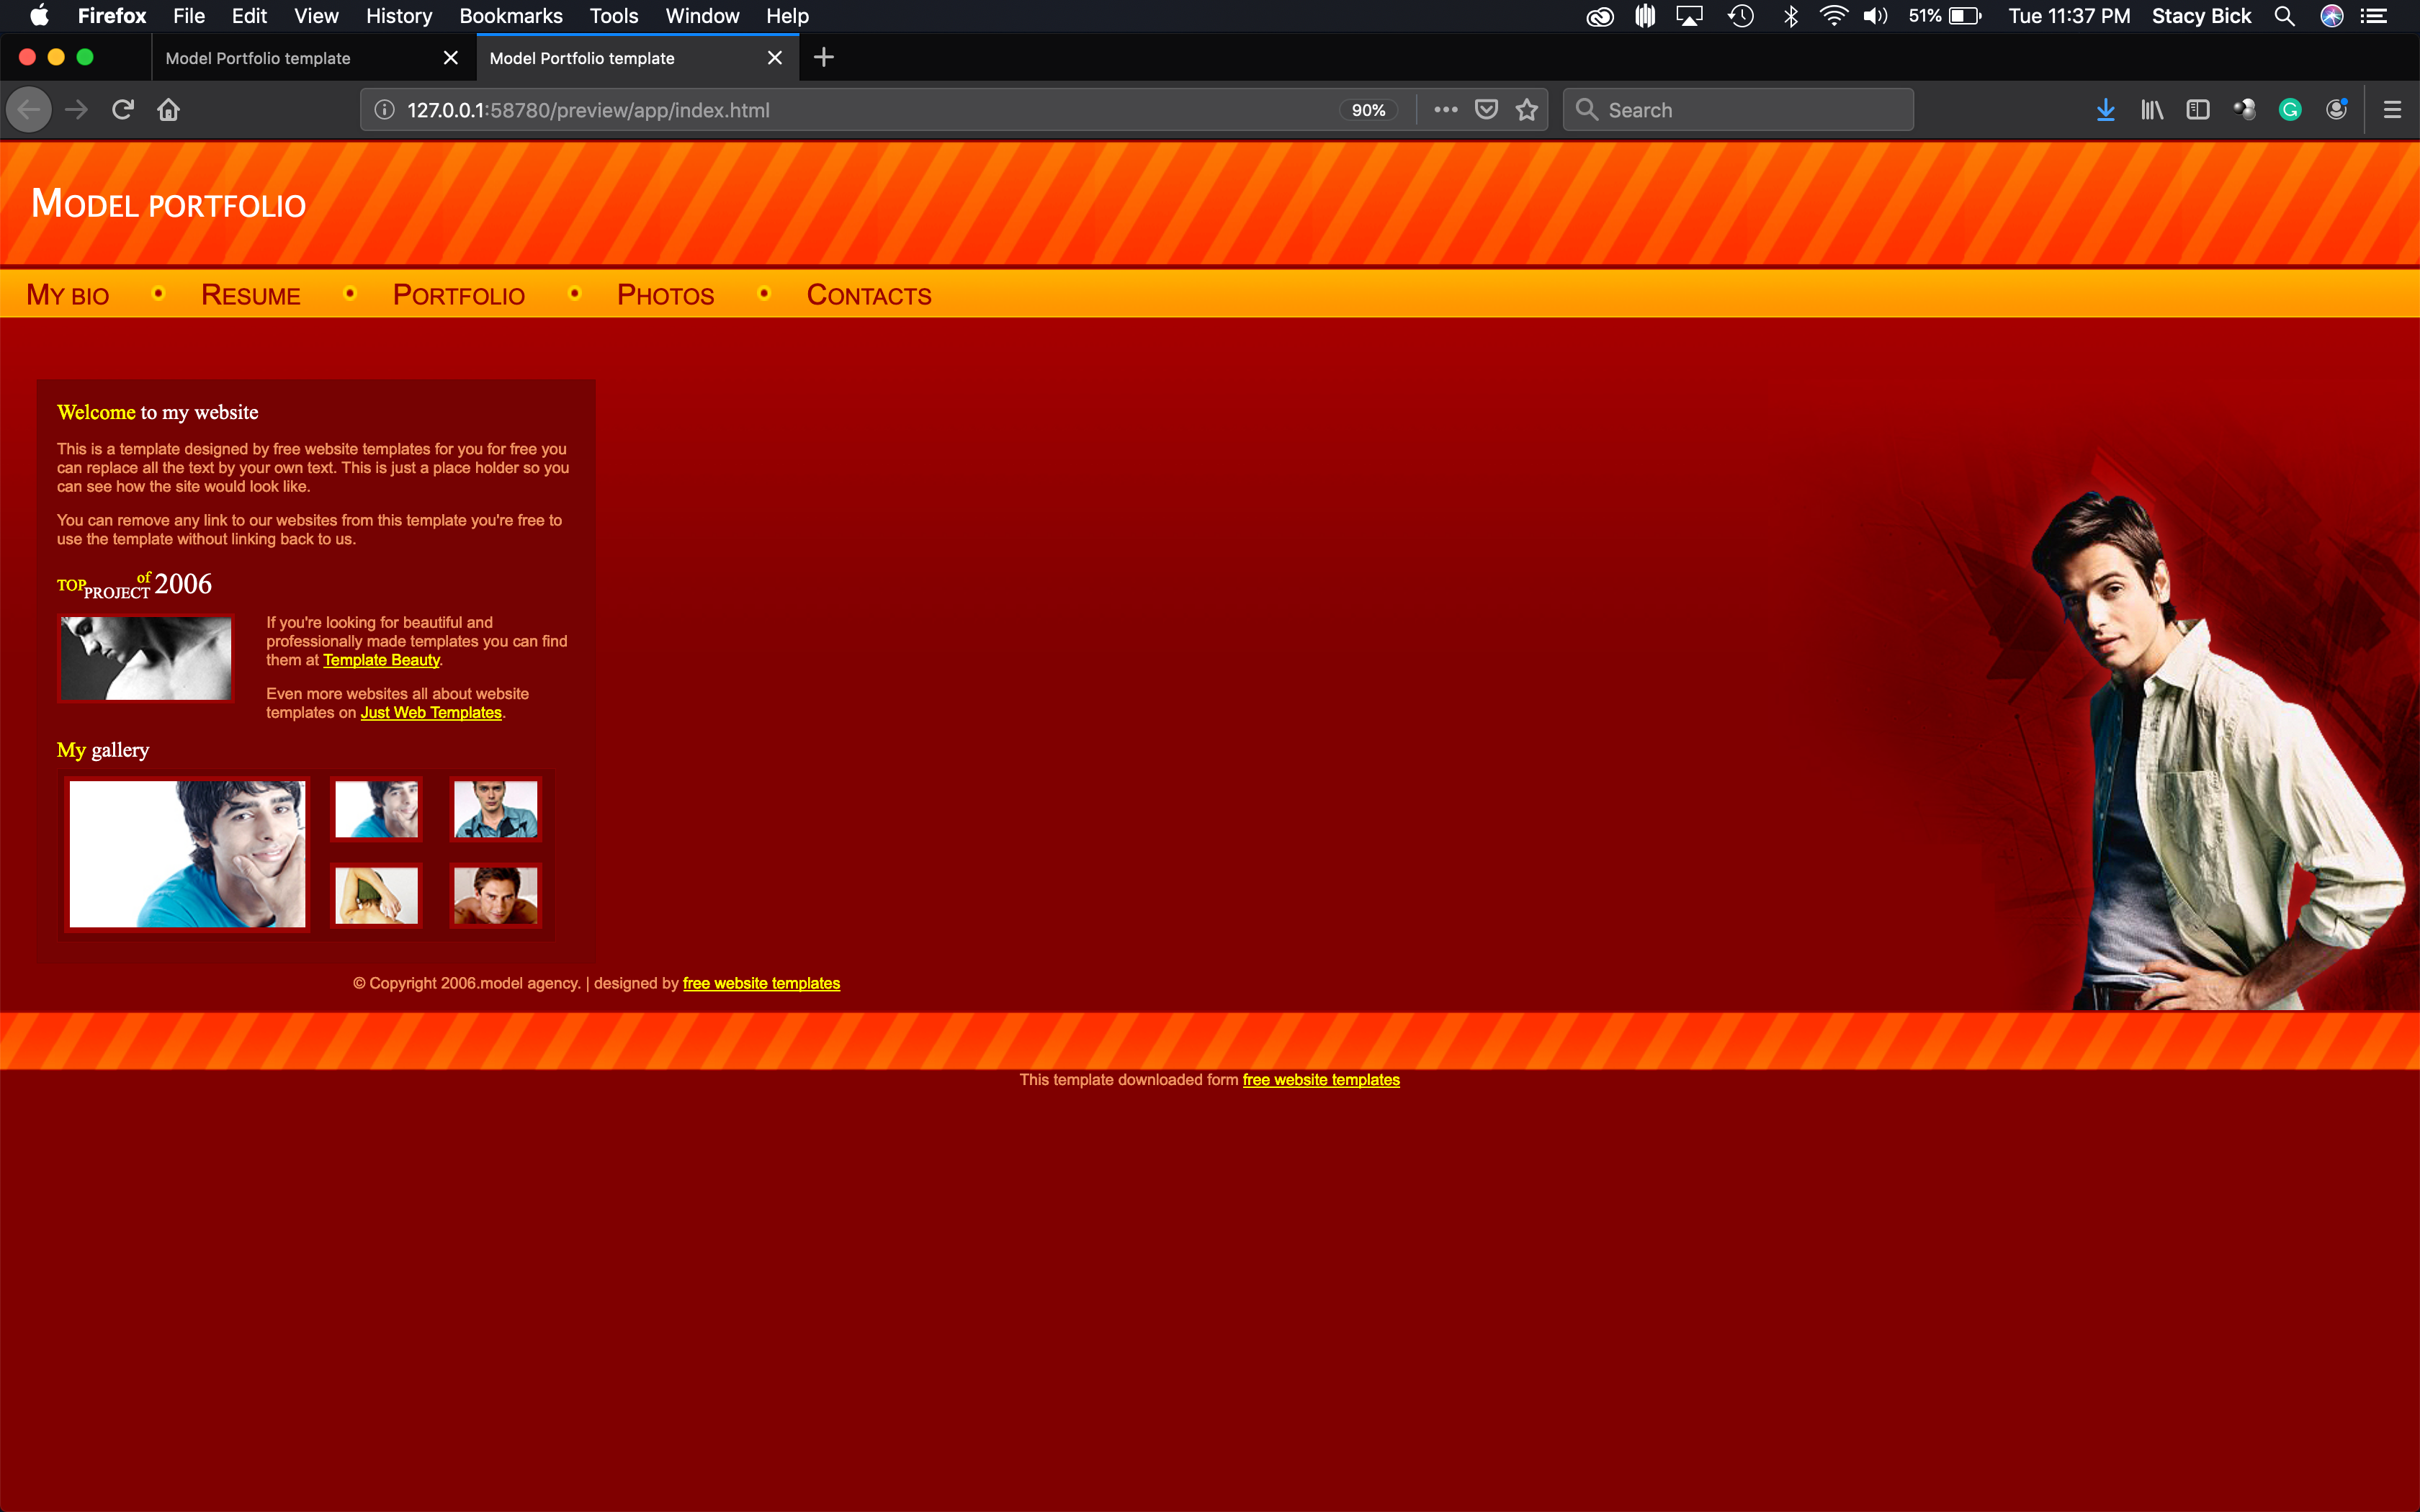 Firefox File Edit View History Bookmarks Tools Window Help 51% Tue 11:37 PM Stacy Bick
Model Portfolio template Model Portfolio template
127.0.0.1:58780/preview/app/index.html 90% Search
MODEL PORTFOLIO
MY BIO RESUME PORTFOLIO PHOTOS CONTACTS
Welcome to my website
This is a template designed by free website templates for you for free you
can replace all the text by your own text. This is just a place holder so you
can see how the site would look like.
You can remove any link to our websites from this template you're free to
use the template without linking back to us.
TOP PROJECT of 2006
If you're looking for beautiful and
professionally made templates you can find
them at Template Beauty.
Even more websites all about website
templates on Just Web Templates.
My gallery
© Copyright 2006.model agency. | designed by free website templates
This template downloaded form free website templates